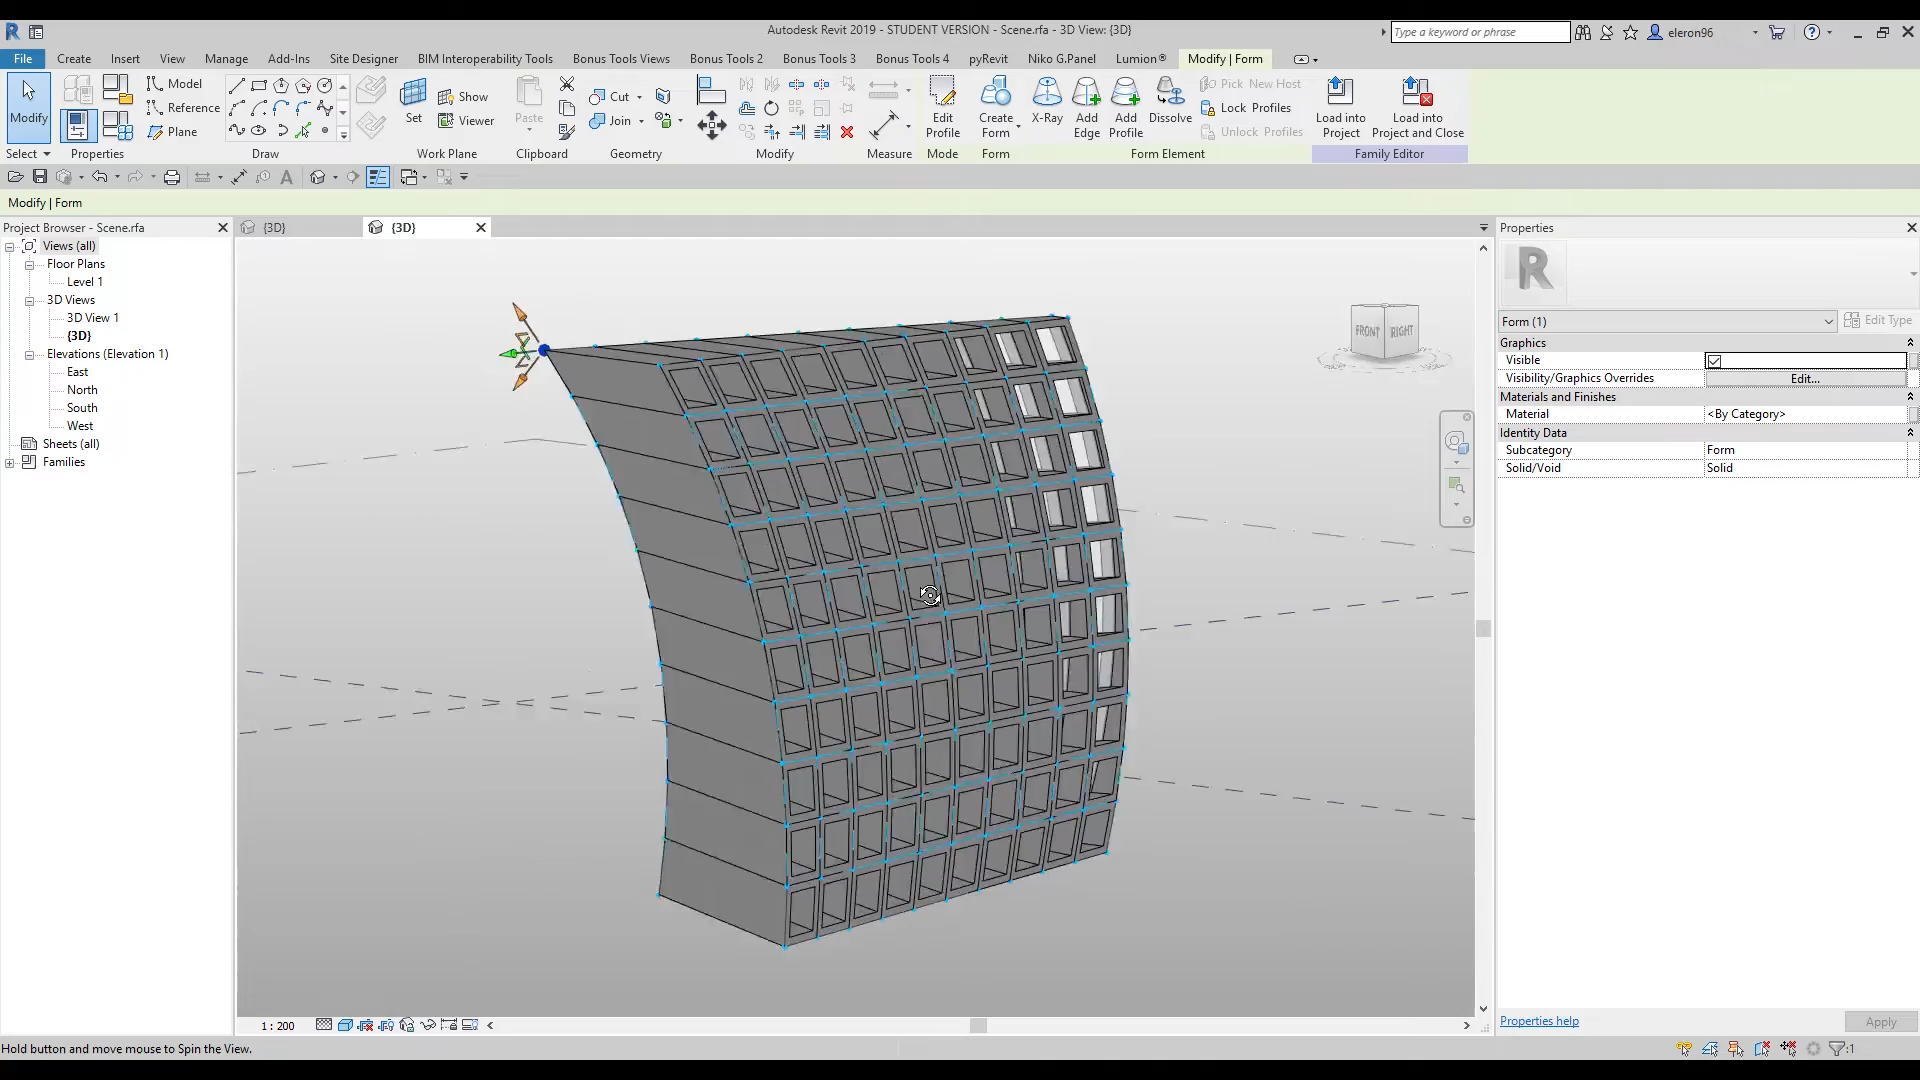 Autodesk Revit 2019 - STUDENT VERSION - Scene.rfa - 3D View: {3D}
Type a keyword or phrase
eleron96
File Create Insert View Manage Add-Ins Site Designer BIM Interoperability Tools Bonus Tools Views Bonus Tools 2 Bonus Tools 3 Bonus Tools 4 pyRevit Niko G.Panel Lumion® Modify | Form
Modify
Model
Reference
Plane
Set
Show
Viewer
Paste
Cut
Join
Edit Profile
Create Form
X-Ray
Add Edge
Add Profile
Dissolve
Pick New Host
Lock Profiles
Unlock Profiles
Load into Project
Load into Project and Close
Select Properties Draw Work Plane Clipboard Geometry Modify Measure Mode Form Form Element Family Editor
Modify | Form
Project Browser - Scene.rfa
{3D}
{3D}
Properties
Views (all)
Floor Plans
Level 1
3D Views
3D View 1
{3D}
Elevations (Elevation 1)
East
North
South
West
Sheets (all)
Families
FRONT
RIGHT
Form (1)
Edit Type
Graphics
Visible
Visibility/Graphics Overrides Edit...
Materials and Finishes
Material <By Category>
Identity Data
Subcategory Form
Solid/Void Solid
Properties help
Apply
1 : 200
Hold button and move mouse to Spin the View.
:1